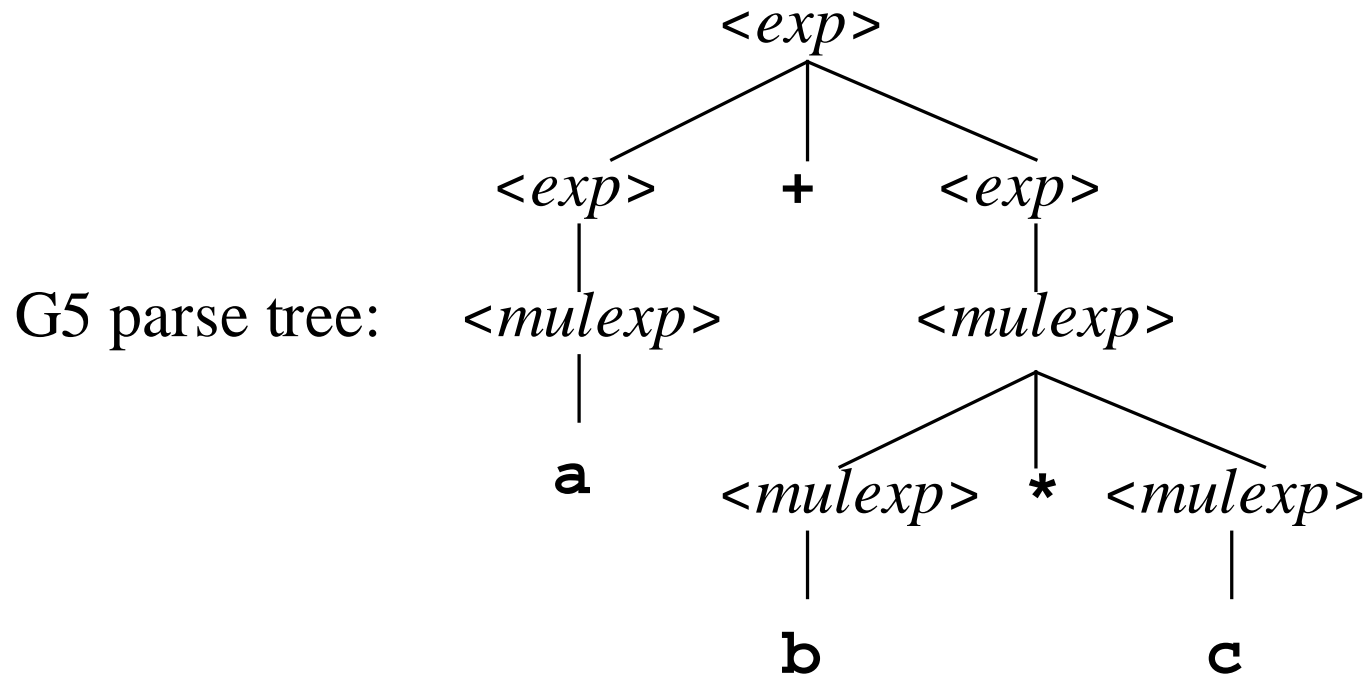 <exp>
<exp> + <exp>
G5 parse tree: <mulexp> <mulexp>
a <mulexp> * <mulexp>
b c